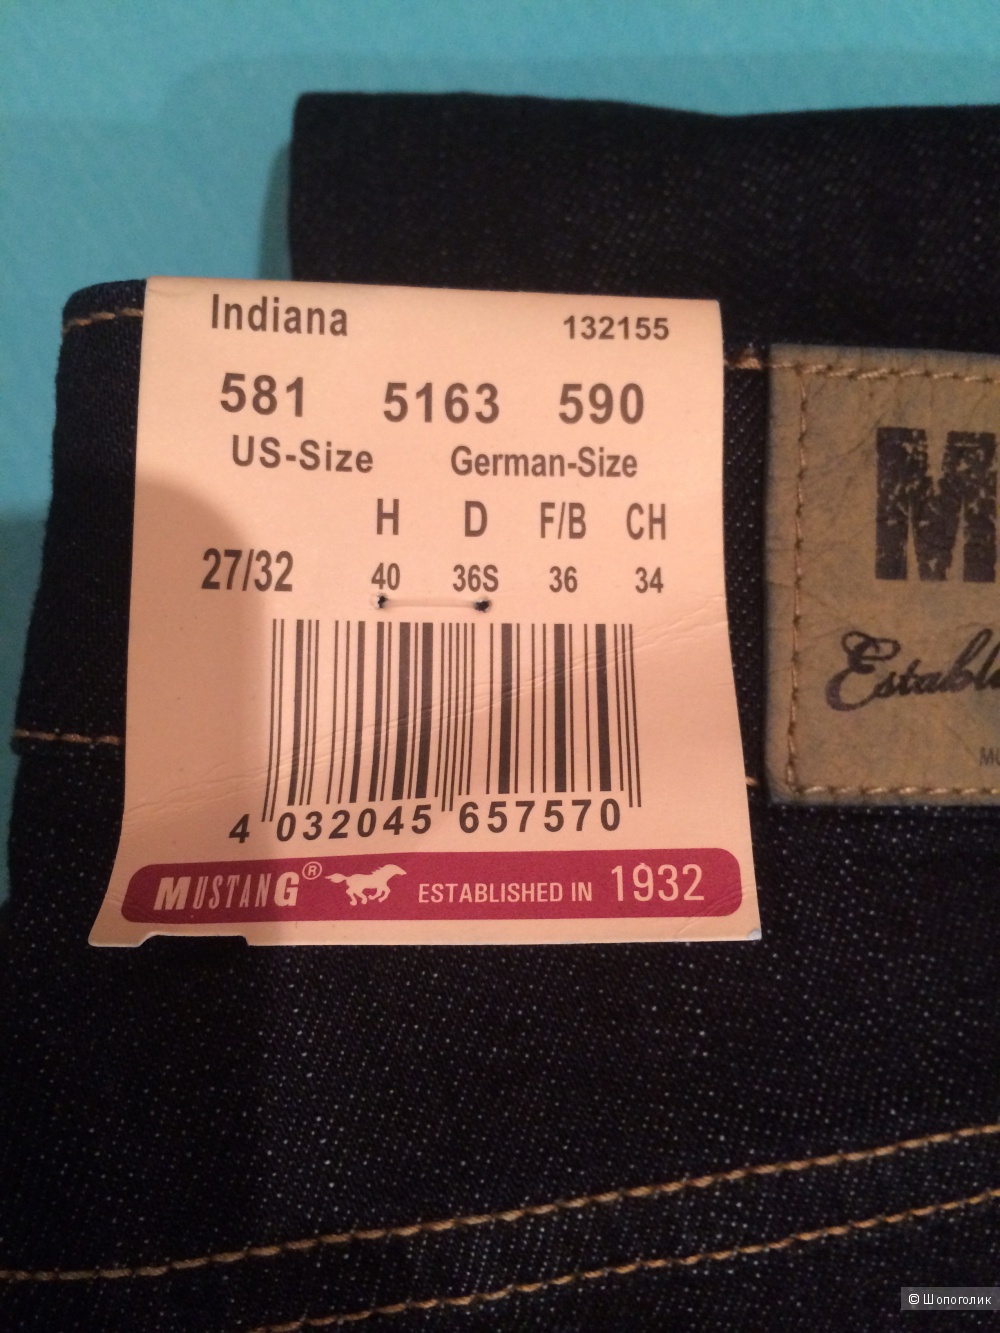 Indiana 132155
581 5163 590
US-Size German-Size
H D F/B CH
27/32 40 36S 36 34
4 032045 657570
MUSTANG® ESTABLISHED IN 1932
M
Establ
© Шопоголик